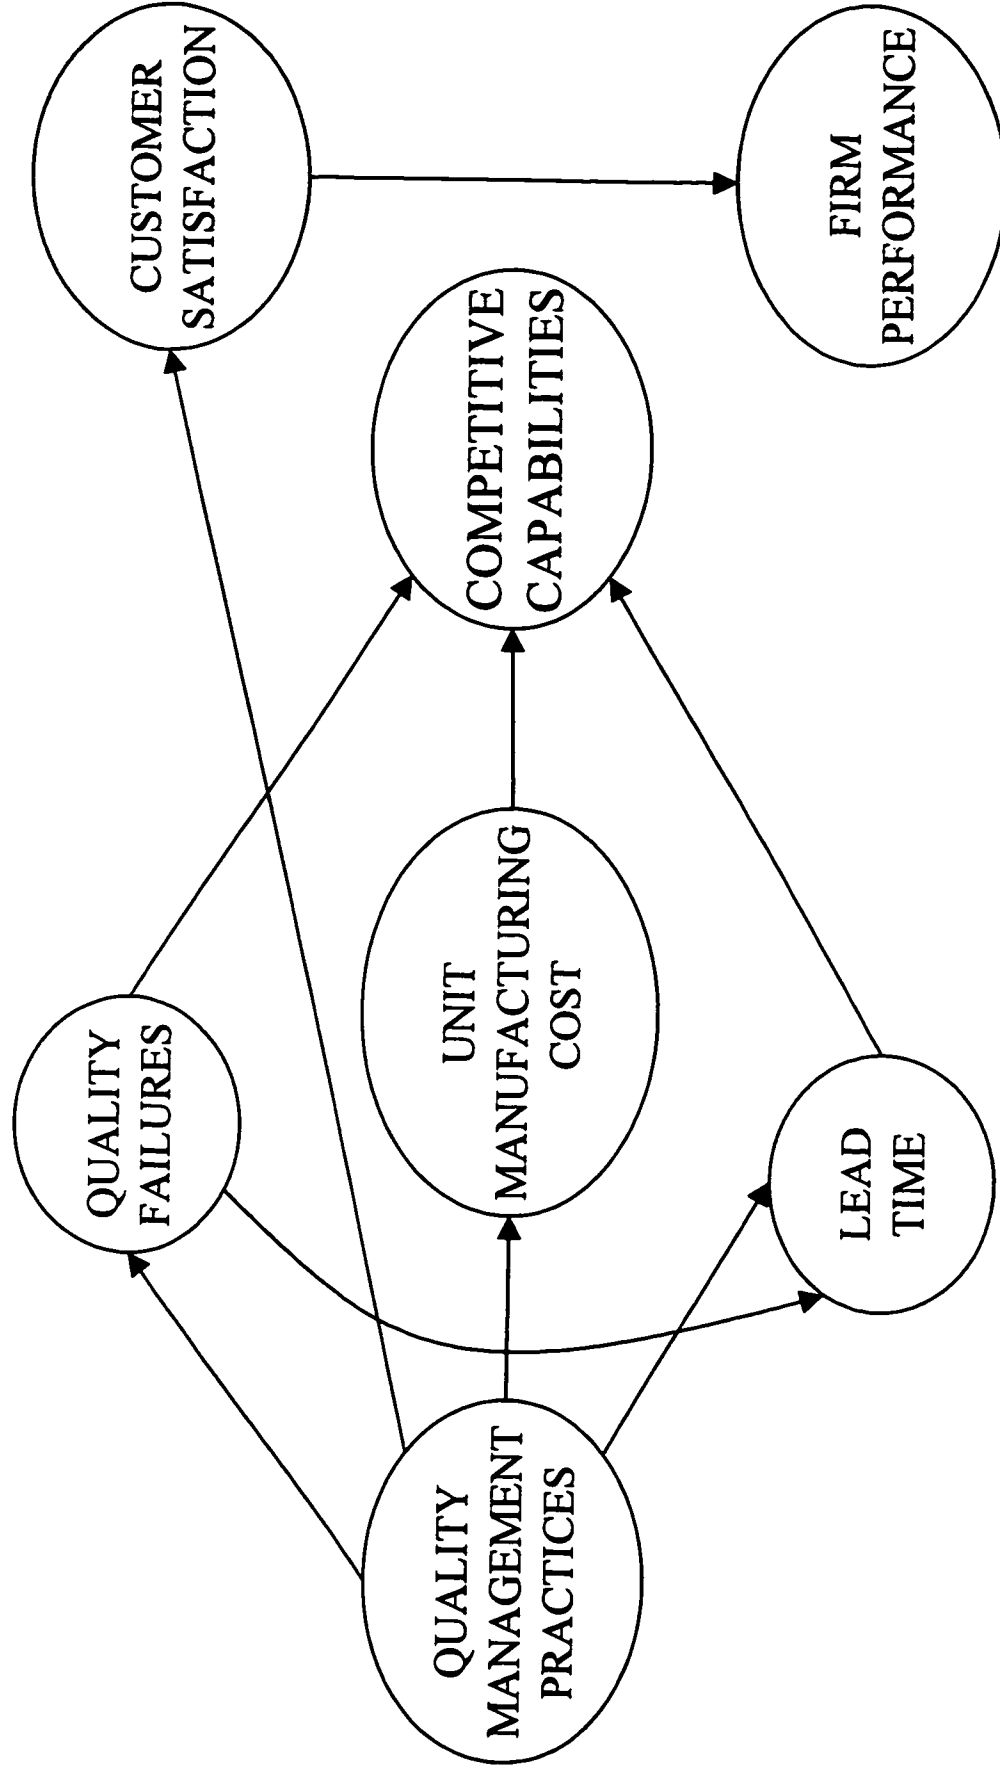 QUALITY
MANAGEMENT
PRACTICES
QUALITY
FAILURES
UNIT
MANUFACTURING
COST
LEAD
TIME
COMPETITIVE
CAPABILITIES
CUSTOMER
SATISFACTION
FIRM
PERFORMANCE